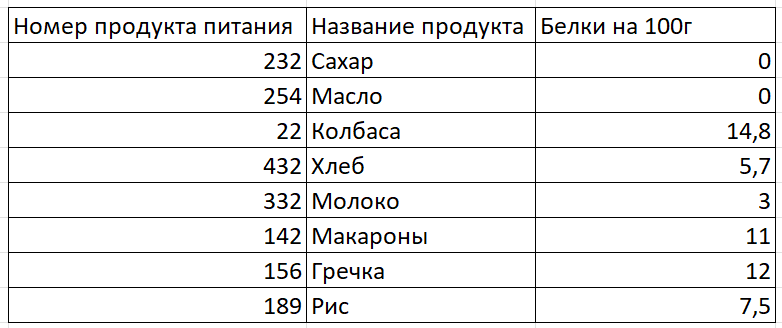 Номер продукта питания Название продукта Белки на 100г
232 Сахар 0
254 Масло 0
22 Колбаса 14,8
432 Хлеб 5,7
332 Молоко 3
142 Макароны 11
156 Гречка 12
189 Рис 7,5